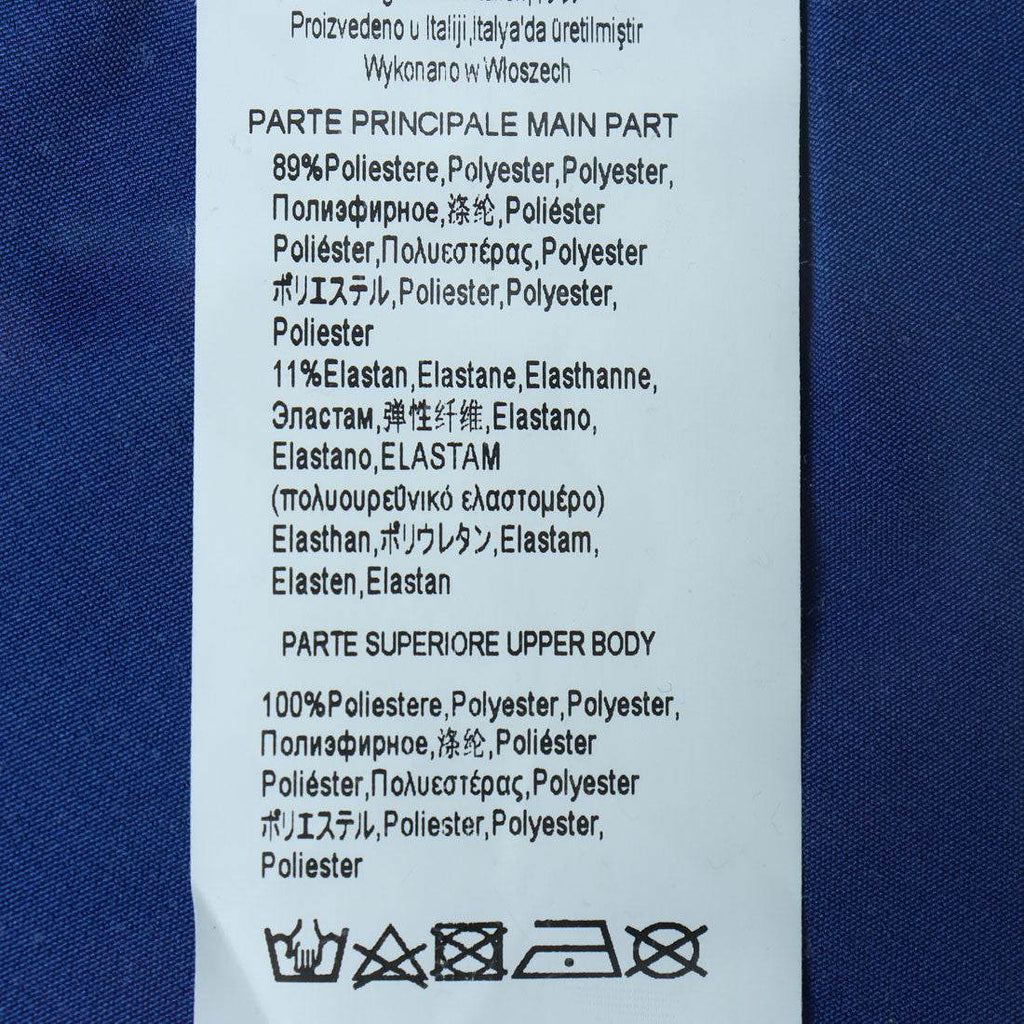 Proizvedeno u Italiji,Italya'da üretilmiştir
Wykonano w Włoszech
PARTE PRINCIPALE MAIN PART
89%Poliestere,Polyester,Polyester,
Полиэфирное,涤纶,Poliéster
Poliéster,Πολυεστέρας,Polyester
ポリエステル,Poliester,Polyester,
Poliester
11%Elastan,Elastane,Elasthanne,
Эластам,弹性纤维,Elastano,
Elastano,ELASTAM
(πολυουρεϋνικό ελαστομέρο)
Elasthan,ポリウレタン,Elastam,
Elasten,Elastan
PARTE SUPERIORE UPPER BODY
100%Poliestere,Polyester,Polyester,
Полиэфирное,涤纶,Poliéster
Poliéster,Πολυεστέρας,Polyester
ポリエステル,Poliester,Polyester,
Poliester